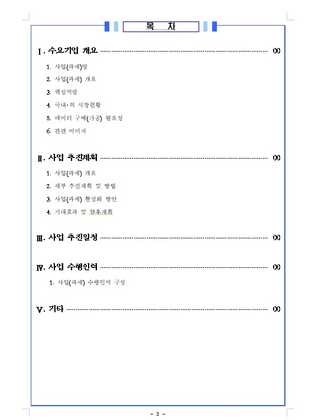 목 차
Ⅰ. 수요기업 개요 00
1. 사업(과제)명
2. 사업(과제) 개요
3. 핵심역량
4. 국내·외 시장현황
5. 데이터 구매(가공) 필요성
6. 관련 이미지
Ⅱ. 사업 추진계획 00
1. 사업(과제) 개요
2. 세부 추진계획 및 방법
3. 사업(과제) 활성화 방안
4. 기대효과 및
Ⅲ. 사업 추진일정 00
Ⅳ. 사업 수행인력 00
1. 사업(과제) 수행인력 구성
Ⅴ. 기타 00
- 3 -